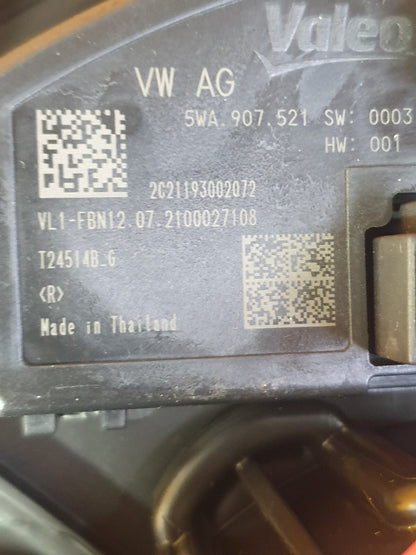 Valeo
VW AG
5WA.907.521 SW: 0003
HW: 001
2C21193002072
VL1-FBN12.07.2100027108
T24514B_G
<R>
Made in Thailand